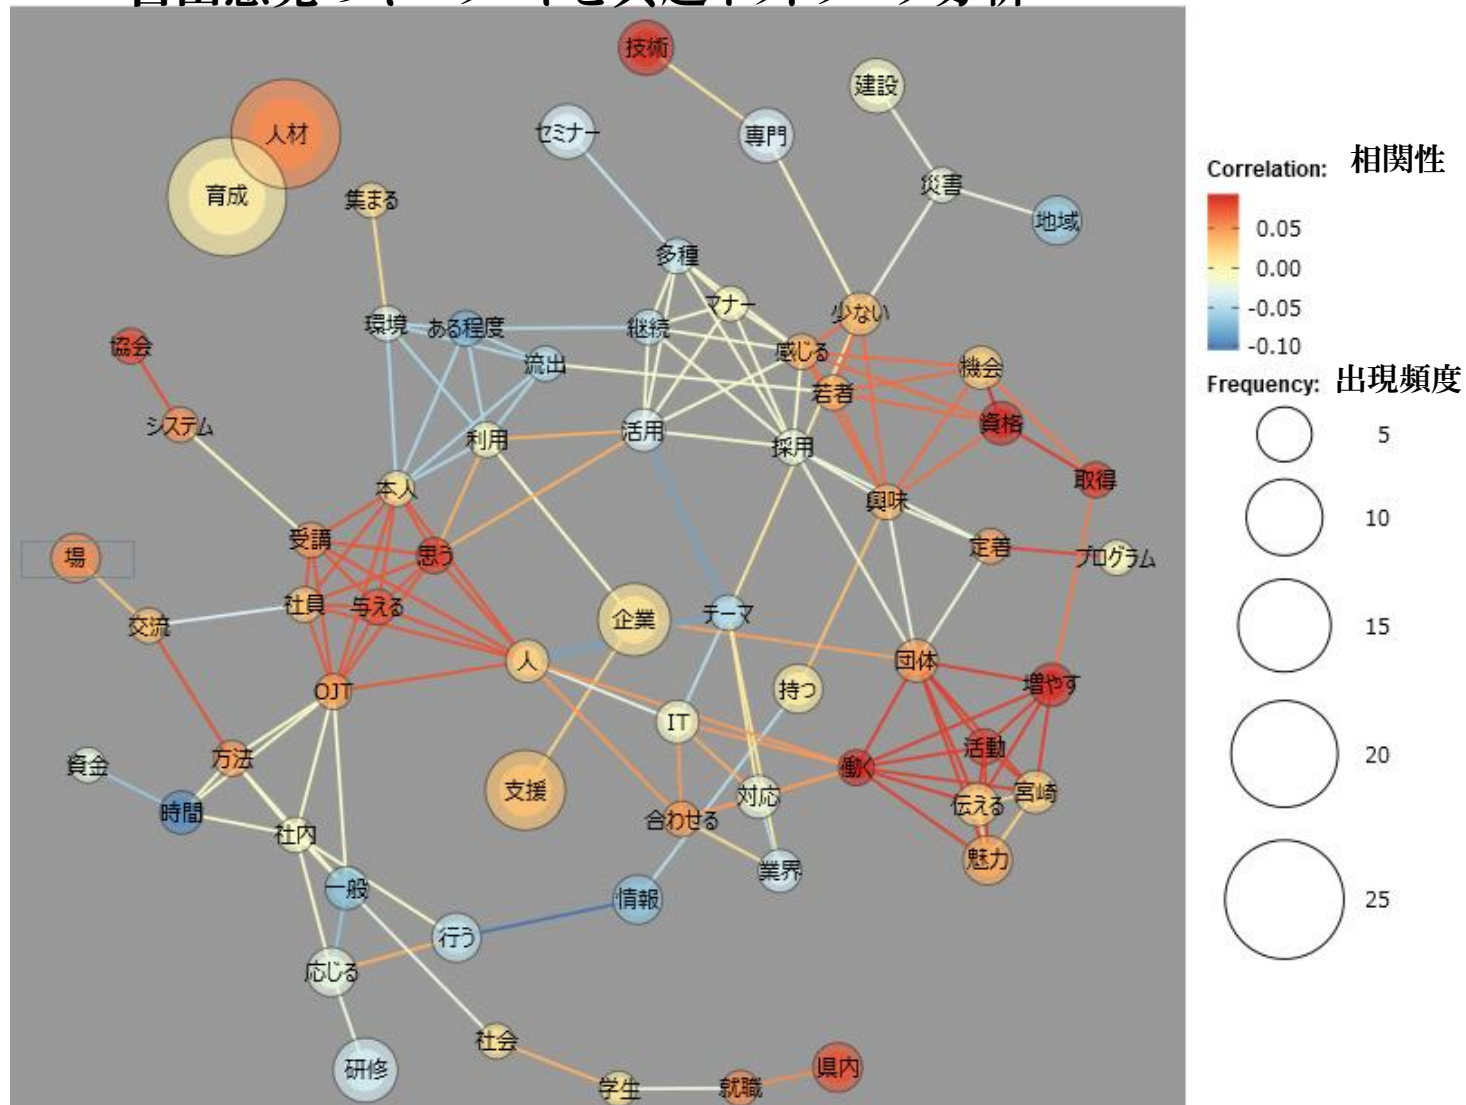 技術
建設
セミナー
専門
人材
災害
育成
集まる
地域
多種
マナー
環境
ある程度
継続
少ない
協会
流出
感じる
機会
若者
システム
利用
活用
採用
資格
取得
本人
興味
受講
思う
定着
プログラム
場
社員
与える
企業
テーマ
交流
人
団体
OJT
持つ
増やす
IT
方法
活動
資金
働く
支援
対応
伝える
宮崎
時間
合わせる
社内
魅力
一般
業界
情報
行う
応じる
社会
研修
学生
就職
県内
Correlation: 相関性
0.05
0.00
-0.05
-0.10
Frequency: 出現頻度
5
10
15
20
25